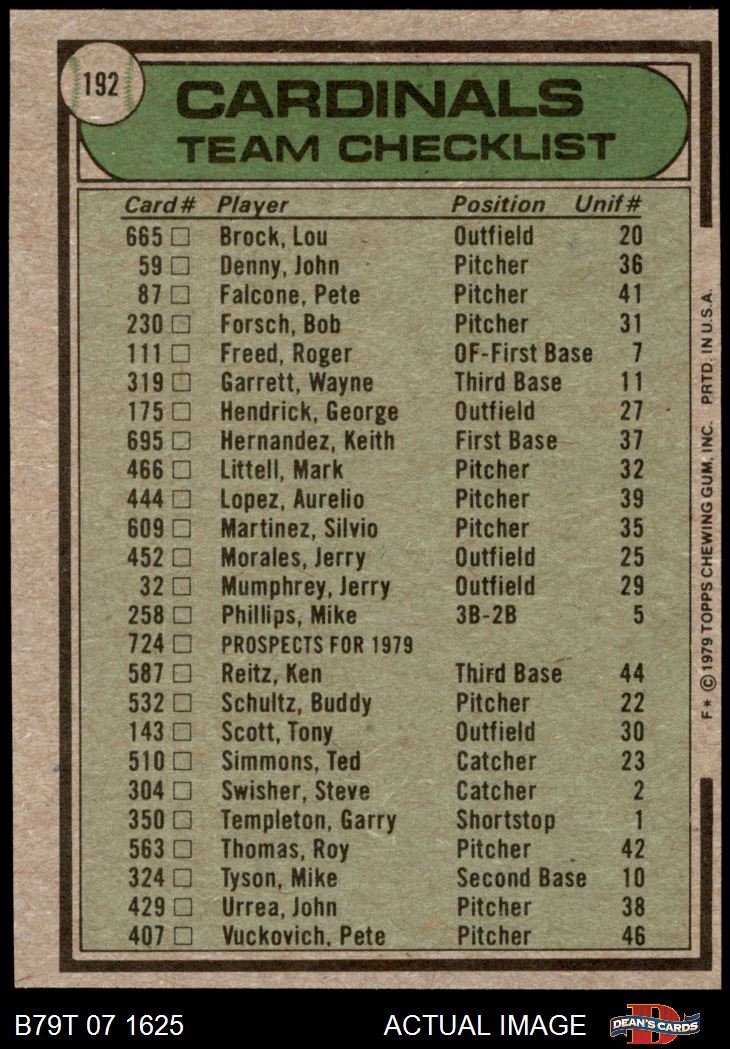 192
CARDINALS
TEAM CHECKLIST
Card # Player Position Unif #
665 □ Brock, Lou Outfield 20
59 □ Denny, John Pitcher 36
87 □ Falcone, Pete Pitcher 41
230 □ Forsch, Bob Pitcher 31
111 □ Freed, Roger OF-First Base 7
319 □ Garrett, Wayne Third Base 11
175 □ Hendrick, George Outfield 27
695 □ Hernandez, Keith First Base 37
466 □ Littell, Mark Pitcher 32
444 □ Lopez, Aurelio Pitcher 39
609 □ Martinez, Silvio Pitcher 35
452 □ Morales, Jerry Outfield 25
32 □ Mumphrey, Jerry Outfield 29
258 □ Phillips, Mike 3B-2B 5
724 □ PROSPECTS FOR 1979
587 □ Reitz, Ken Third Base 44
532 □ Schultz, Buddy Pitcher 22
143 □ Scott, Tony Outfield 30
510 □ Simmons, Ted Catcher 23
304 □ Swisher, Steve Catcher 2
350 □ Templeton, Garry Shortstop 1
563 □ Thomas, Roy Pitcher 42
324 □ Tyson, Mike Second Base 10
429 □ Urrea, John Pitcher 38
407 □ Vuckovich, Pete Pitcher 46
F* © 1979 TOPPS CHEWING GUM, INC. PRTD. IN U.S.A.
B79T 07 1625 ACTUAL IMAGE
D
DEAN'S CARDS